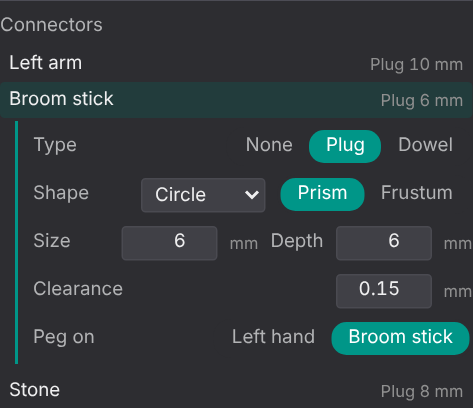 Connectors
Left arm Plug 10 mm
Broom stick Plug 6 mm
Type None Plug Dowel
Shape Circle Prism Frustum
Size 6 mm Depth 6 mm
Clearance 0.15 mm
Peg on Left hand Broom stick
Stone Plug 8 mm